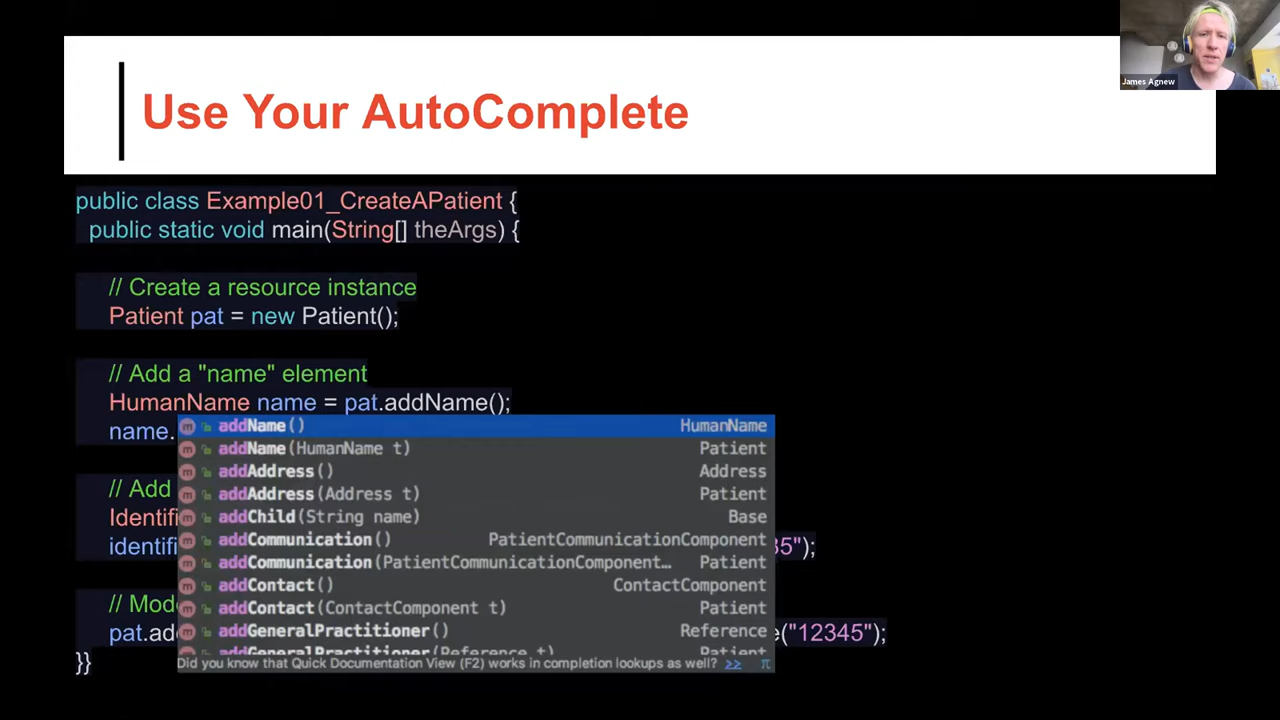 James Agnew
Use Your AutoComplete
public class Example01_CreateAPatient {
public static void main(String[] theArgs) {
// Create a resource instance
Patient pat = new Patient();
// Add a "name" element
HumanName name = pat.addName();
name.
addName() HumanName
addName(HumanName t) Patient
addAddress() Address
addAddress(Address t) Patient
// Add
addChild(String name) Base
Identifi
addCommunication() PatientCommunicationComponent
identifi 35");
addCommunication(PatientCommunicationComponent… Patient
addContact() ContactComponent
// Mod
addContact(ContactComponent t) Patient
pat.ad e("12345");
addGeneralPractitioner() Reference
addGeneralPractitioner(Reference t) Patient
}}
Did you know that Quick Documentation View (F2) works in completion lookups as well? >> π